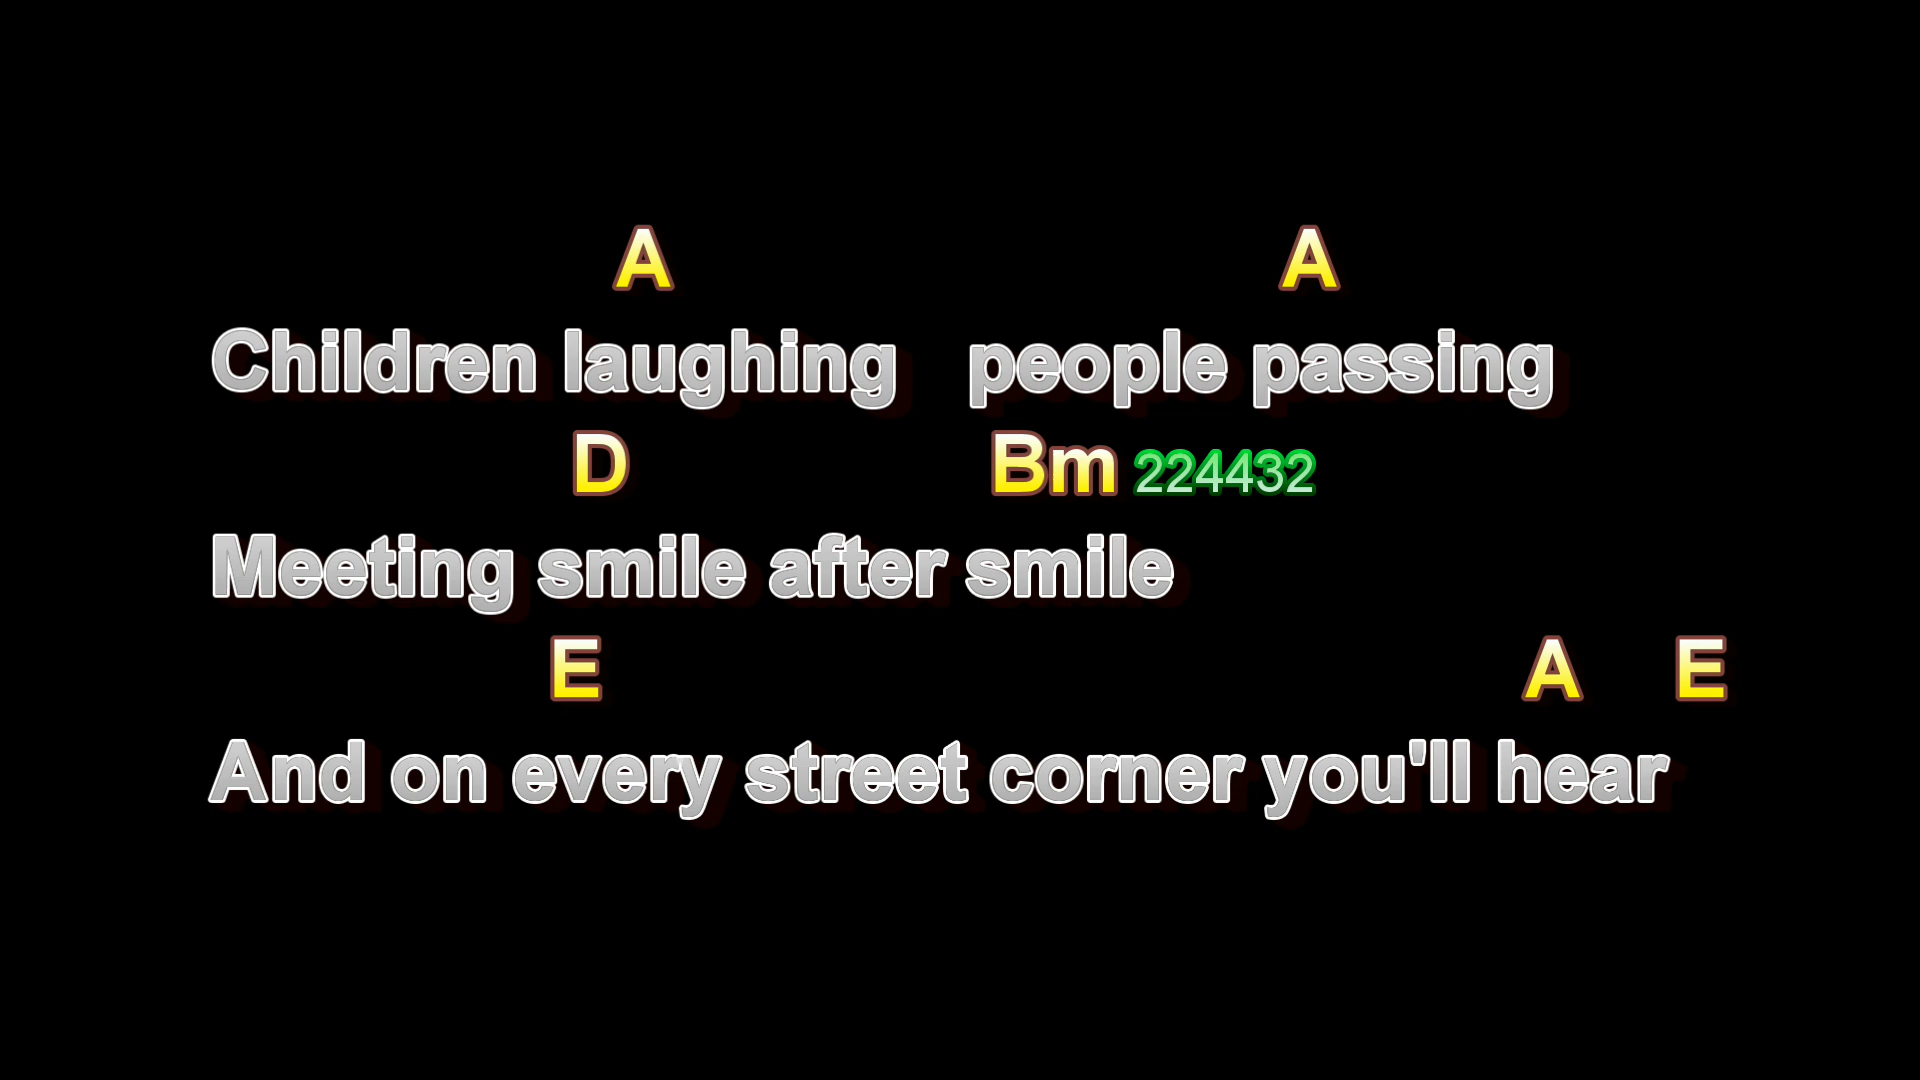 A A
Children laughing people passing
D Bm 224432
Meeting smile after smile
E A E
And on every street corner you'll hear